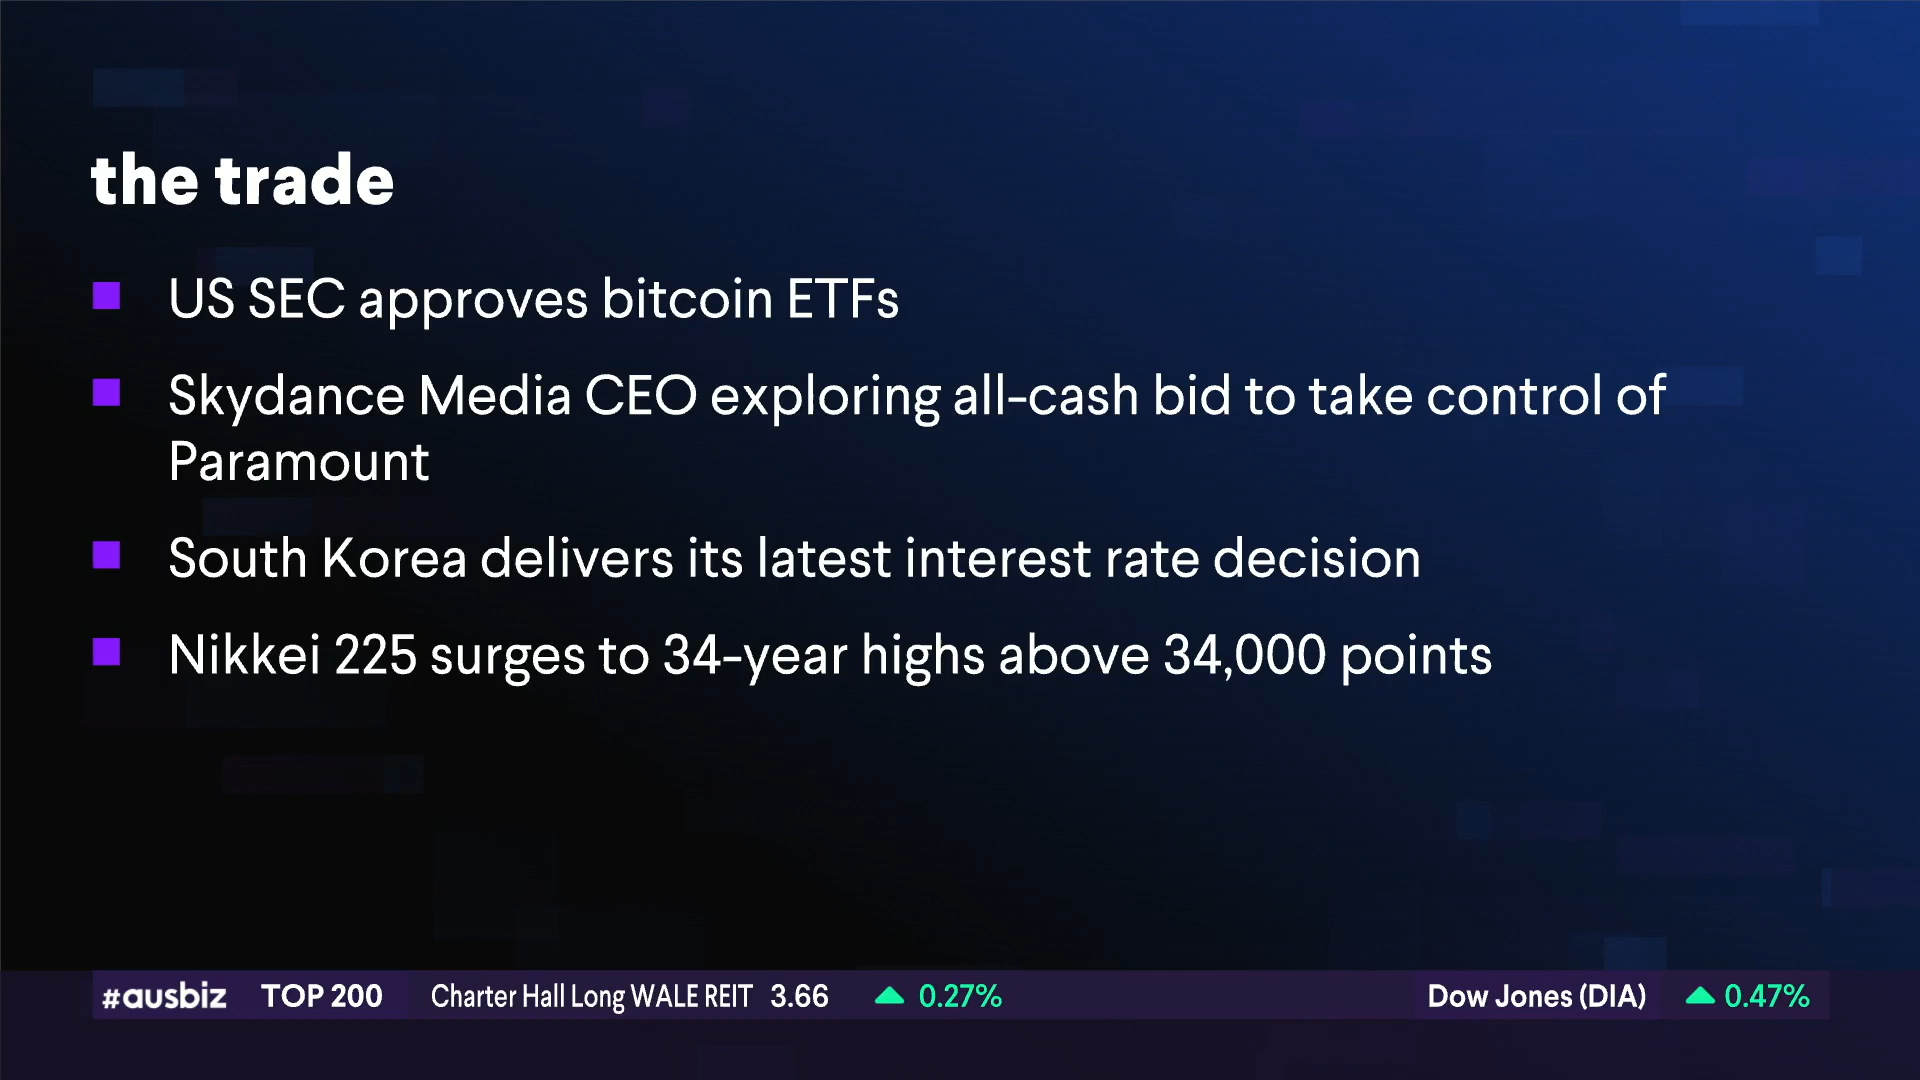 the trade
US SEC approves bitcoin ETFs
Skydance Media CEO exploring all-cash bid to take control of
Paramount
South Korea delivers its latest interest rate decision
Nikkei 225 surges to 34-year highs above 34,000 points
#ausbiz TOP 200 Charter Hall Long WALE REIT 3.66 0.27% Dow Jones (DIA) 0.47%